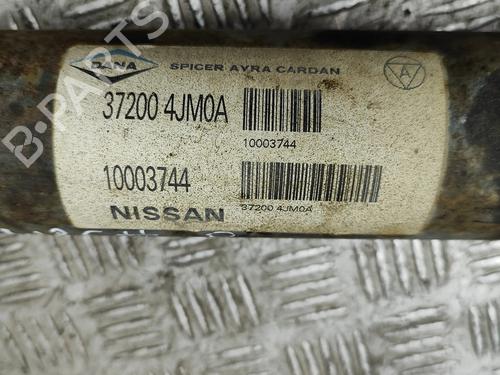 DANA
SPICER AYRA CARDAN
A
37200 4JM0A
10003744
10003744
37200 4JM0A
NISSAN
B-PARTS